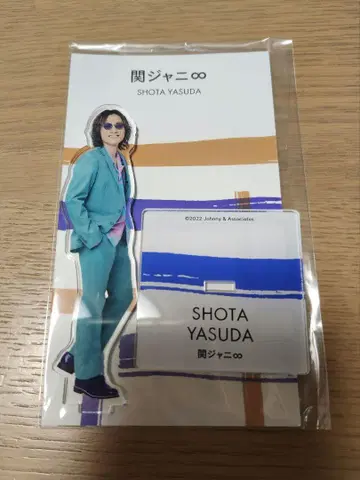 関ジャニ∞
SHOTA YASUDA
©2022 Johnny & Associates
SHOTA
YASUDA
関ジャニ∞